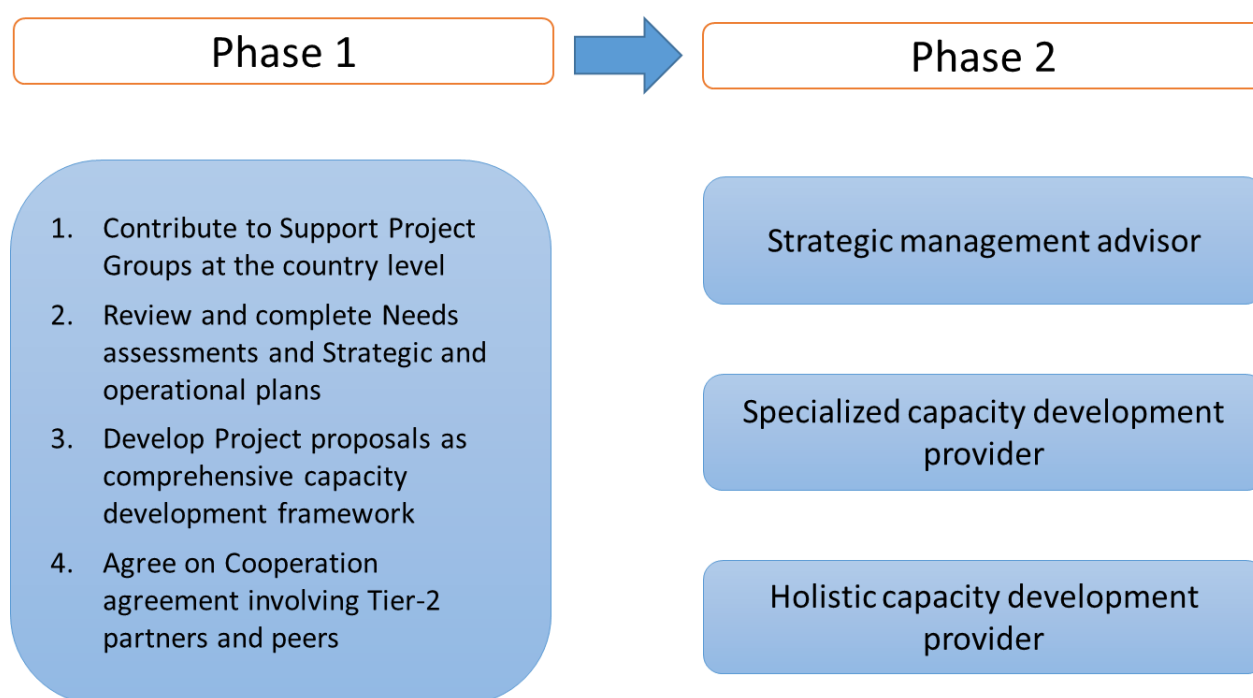 Phase 1
Phase 2
1. Contribute to Support Project
Groups at the country level
2. Review and complete Needs
assessments and Strategic and
operational plans
3. Develop Project proposals as
comprehensive capacity
development framework
4. Agree on Cooperation
agreement involving Tier-2
partners and peers
Strategic management advisor
Specialized capacity development
provider
Holistic capacity development
provider